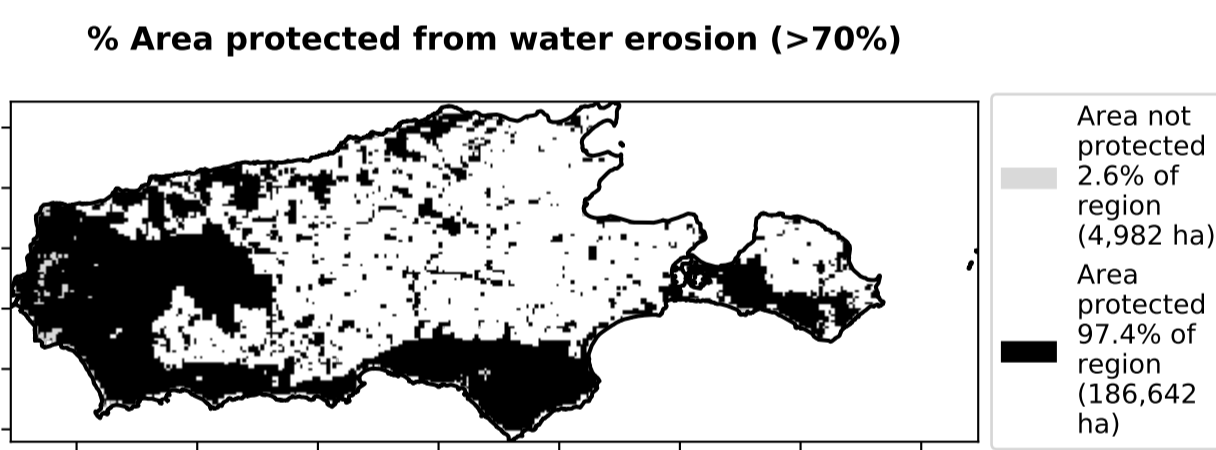 % Area protected from water erosion (>70%)
Area not
protected
2.6% of
region
(4,982 ha)
Area
protected
97.4% of
region
(186,642
ha)